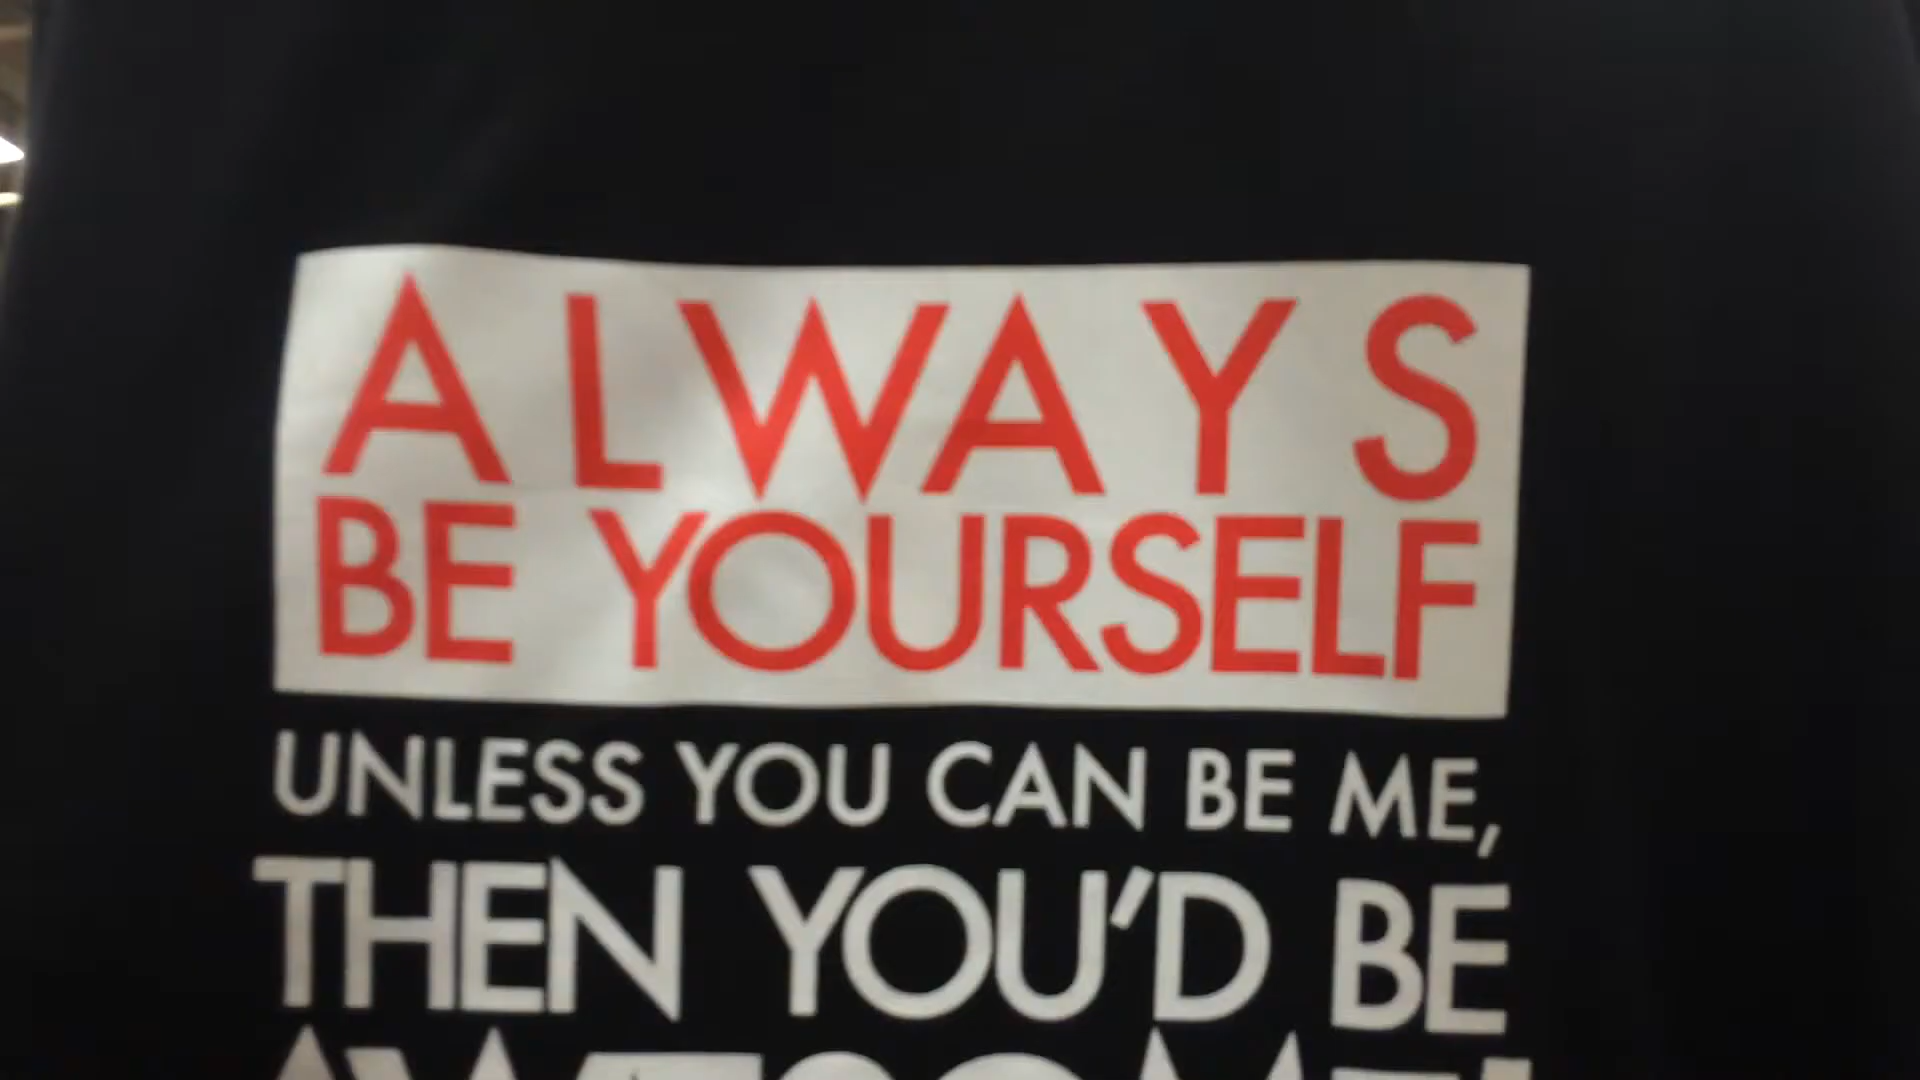 ALWAYS
BE YOURSELF
UNLESS YOU CAN BE ME,
THEN YOU'D BE